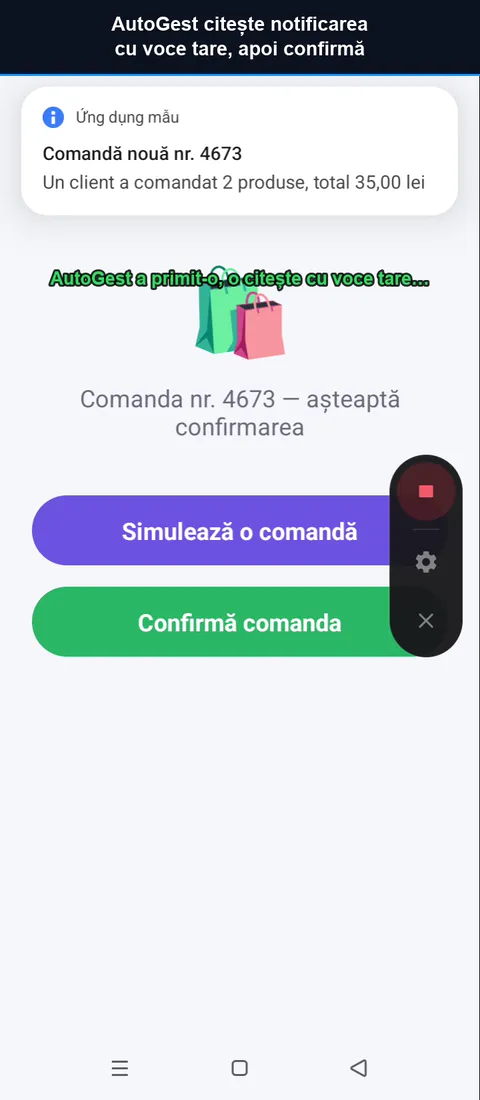 AutoGest citește notificarea
cu voce tare, apoi confirmă
Ứng dụng mẫu
Comandă nouă nr. 4673
Un client a comandat 2 produse, total 35,00 lei
AutoGest a primit-o, o citește cu voce tare...
Comanda nr. 4673 — așteaptă
confirmarea
Simulează o comandă
Confirmă comanda